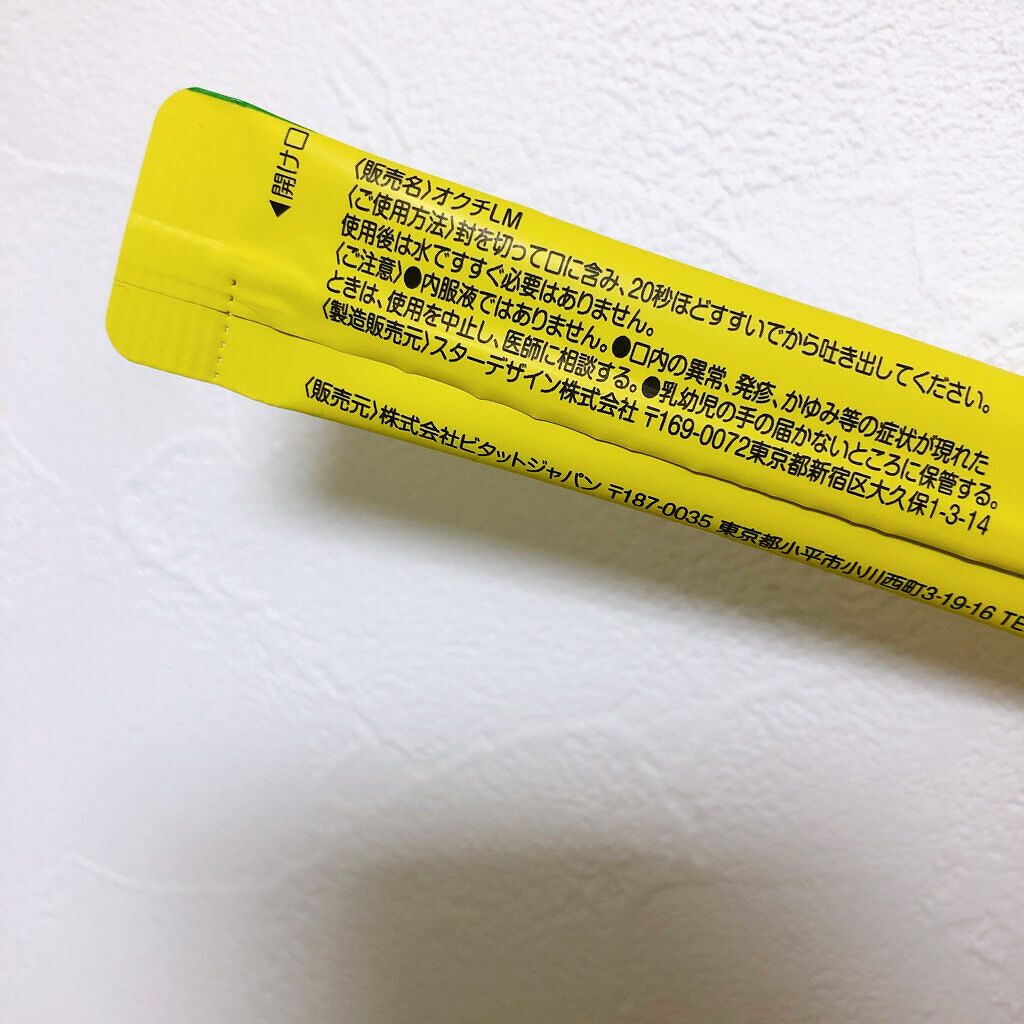 ◀開け口
〈販売名〉オクチLM
〈ご使用方法〉封を切って口に含み、20秒ほどすすいでから吐き出してください。
使用後は水ですすぐ必要はありません。
〈ご注意〉●内服液ではありません。●口内の異常、発疹、かゆみ等の症状が現れた
ときは、使用を中止し、医師に相談する。●乳幼児の手の届かないところに保管する。
〈製造販売元〉スターデザイン株式会社 〒169-0072東京都新宿区大久保1-3-14
〈販売元〉株式会社ビタットジャパン 〒187-0035 東京都小平市小川西町3-19-16 TE